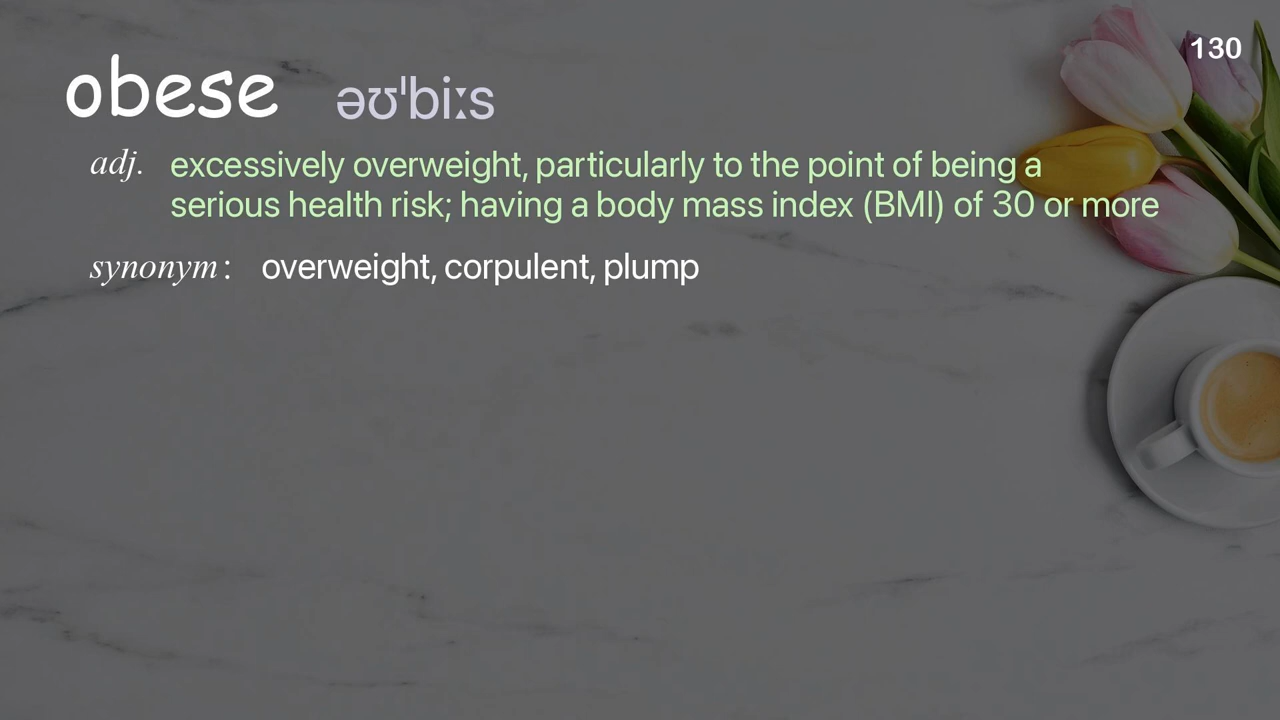 130
obese əʊˈbiːs
adj. excessively overweight, particularly to the point of being a
serious health risk; having a body mass index (BMI) of 30 or more
synonym: overweight, corpulent, plump